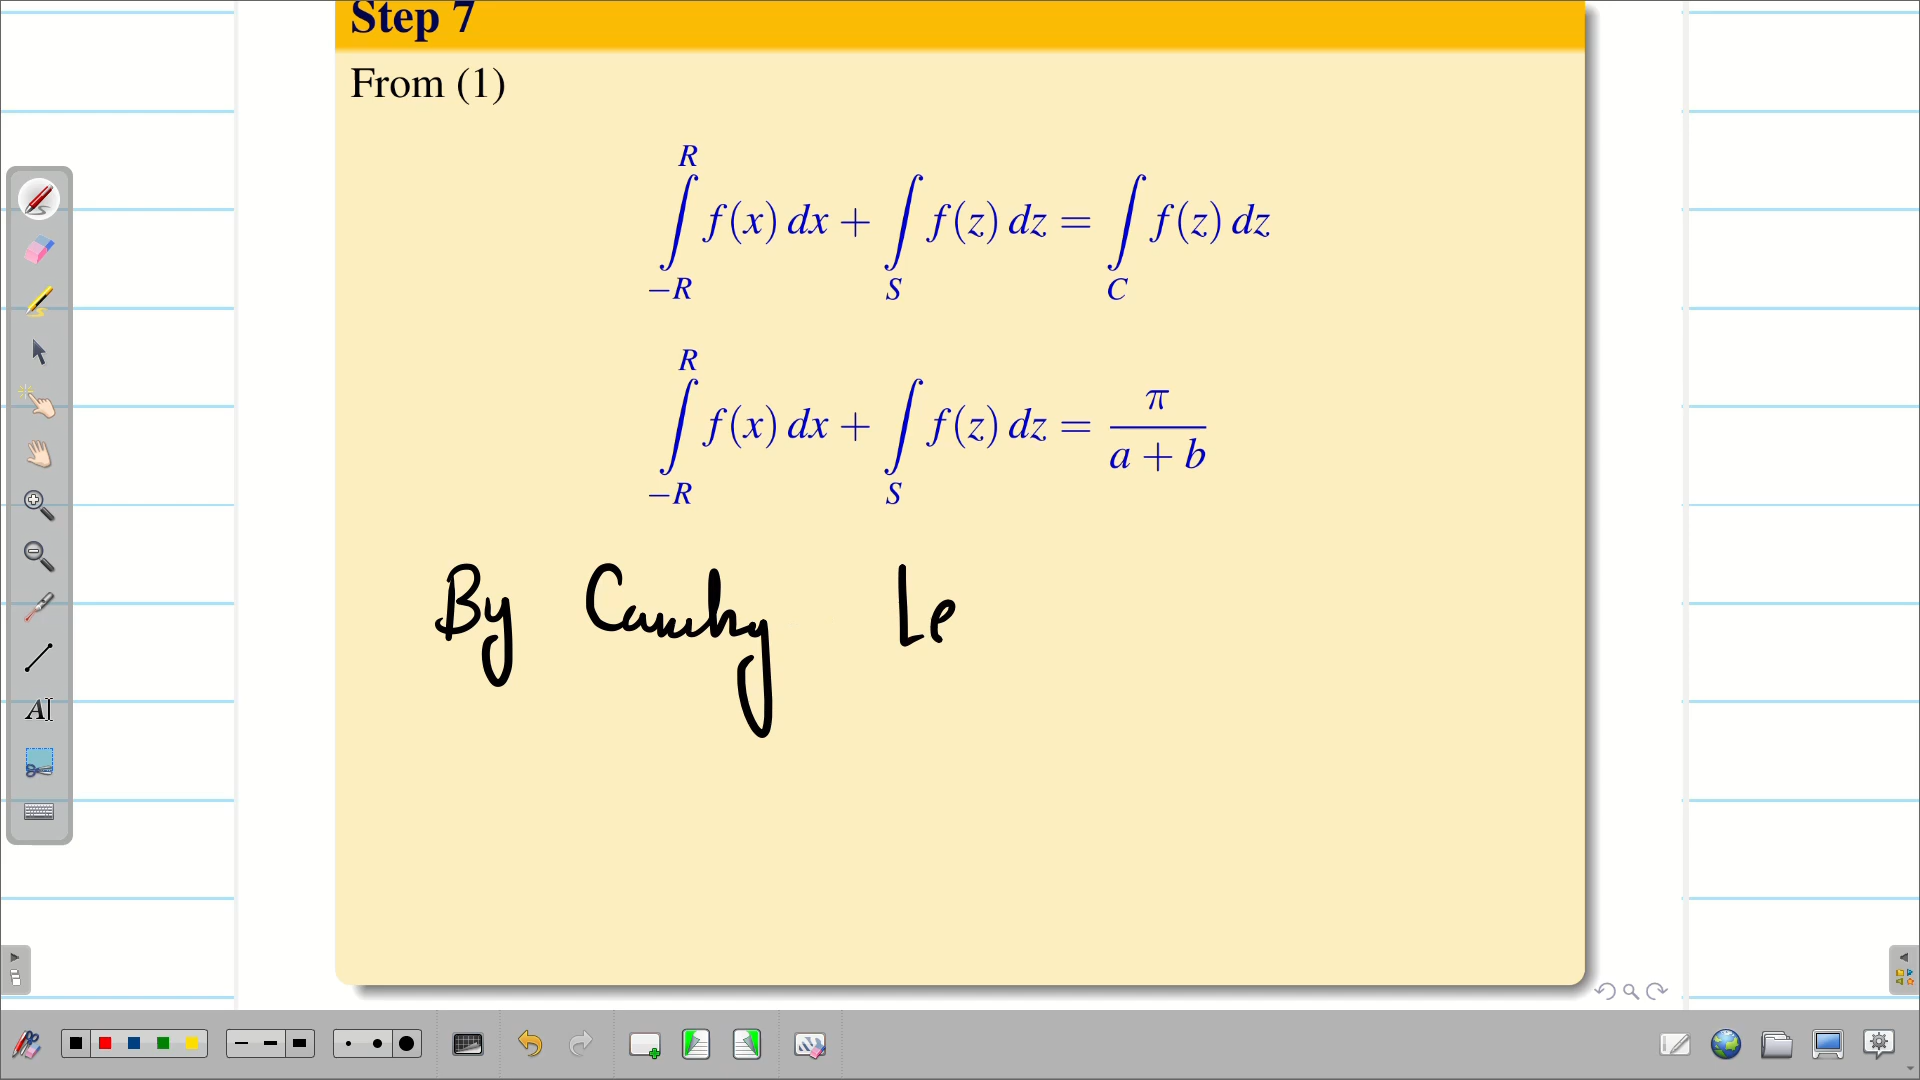 Step 7
From (1)
∫_{-R}^{R} f(x) dx + ∫_S f(z) dz = ∫_C f(z) dz
∫_{-R}^{R} f(x) dx + ∫_S f(z) dz = π/(a + b)
By Cauchy Le